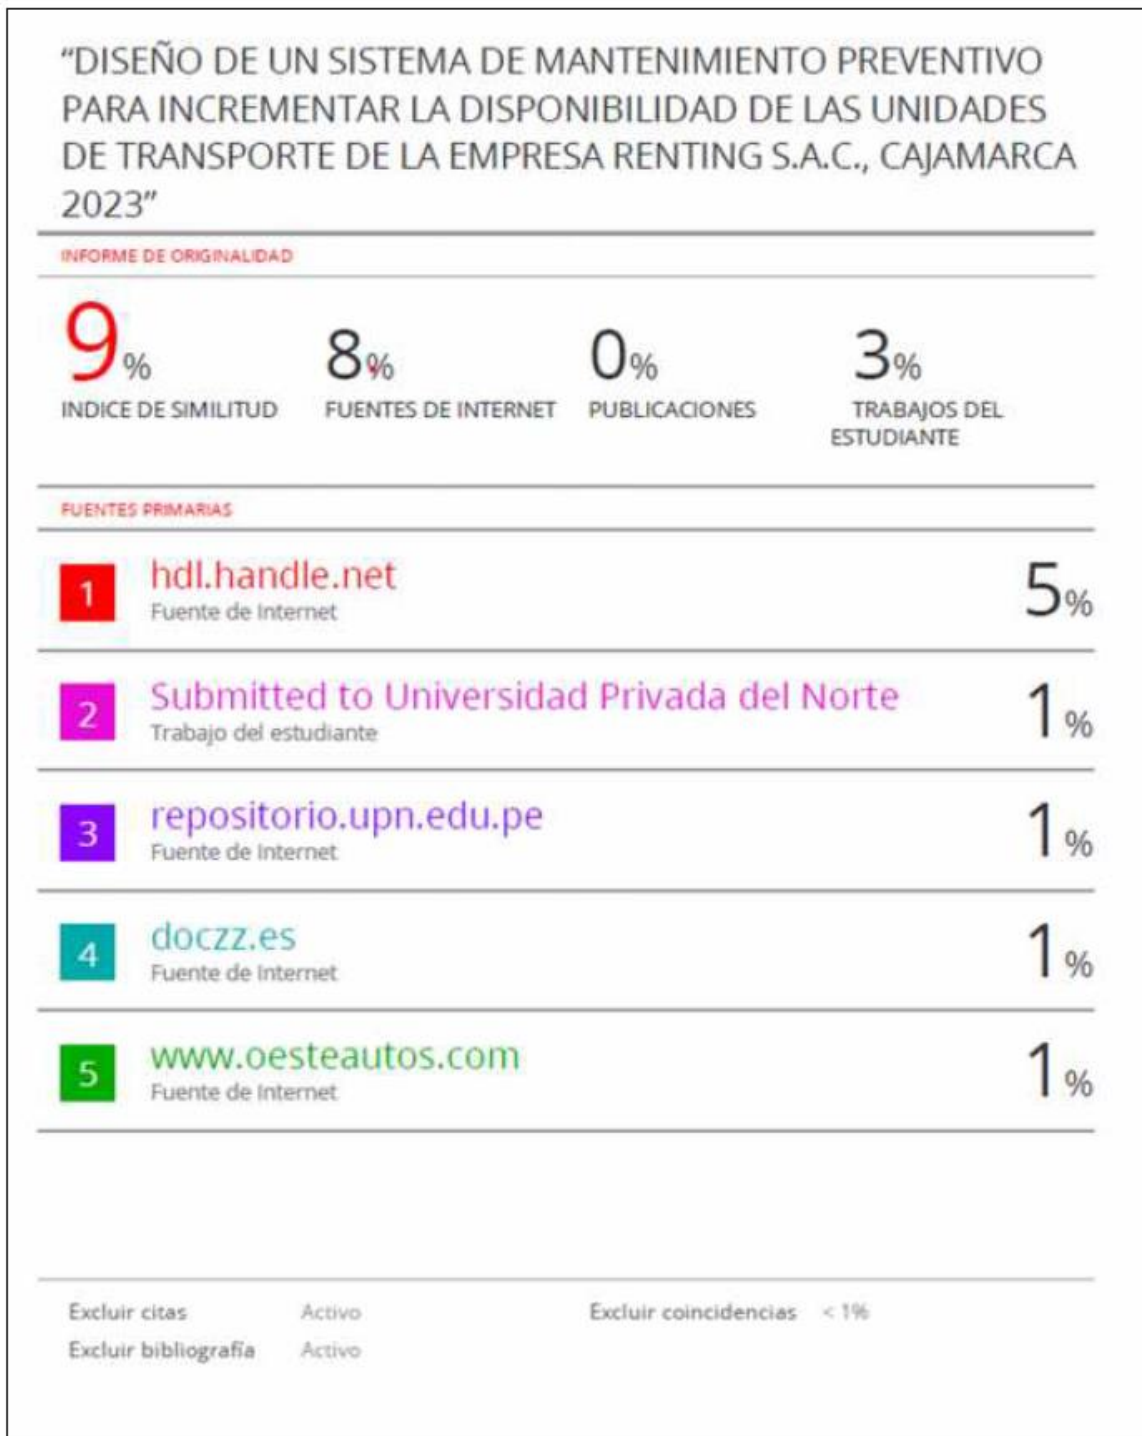 “DISEÑO DE UN SISTEMA DE MANTENIMIENTO PREVENTIVO
PARA INCREMENTAR LA DISPONIBILIDAD DE LAS UNIDADES
DE TRANSPORTE DE LA EMPRESA RENTING S.A.C., CAJAMARCA
2023”
INFORME DE ORIGINALIDAD
9% 8% 0% 3%
INDICE DE SIMILITUD FUENTES DE INTERNET PUBLICACIONES TRABAJOS DEL
ESTUDIANTE
FUENTES PRIMARIAS
1 hdl.handle.net 5%
Fuente de Internet
2 Submitted to Universidad Privada del Norte 1%
Trabajo del estudiante
3 repositorio.upn.edu.pe 1%
Fuente de Internet
4 doczz.es 1%
Fuente de Internet
5 www.oesteautos.com 1%
Fuente de Internet
Excluir citas Activo Excluir coincidencias < 1%
Excluir bibliografía Activo